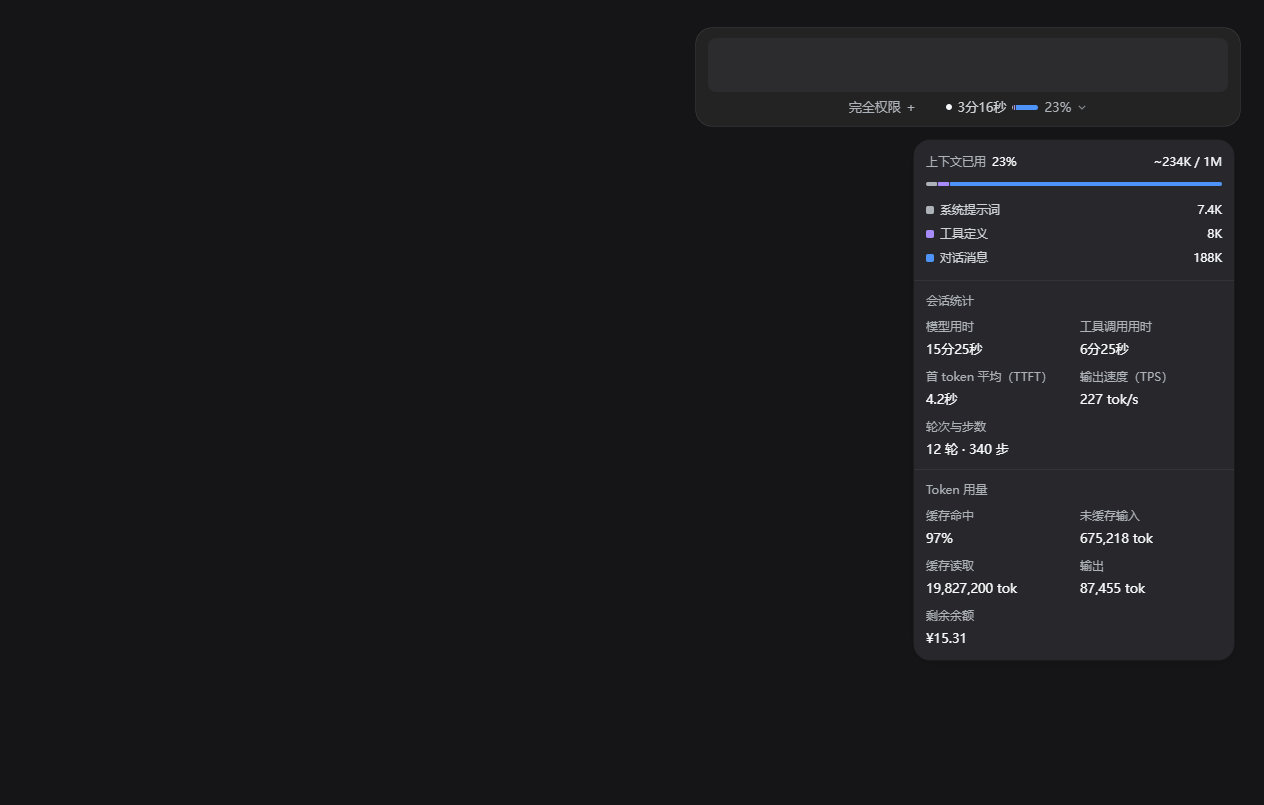 完全权限 + 3分16秒 23%
上下文已用 23% ~234K / 1M
系统提示词 7.4K
工具定义 8K
对话消息 188K
会话统计
模型用时 工具调用用时
15分25秒 6分25秒
首 token 平均（TTFT） 输出速度（TPS）
4.2秒 227 tok/s
轮次与步数
12 轮 · 340 步
Token 用量
缓存命中 未缓存输入
97% 675,218 tok
缓存读取 输出
19,827,200 tok 87,455 tok
剩余余额
¥15.31